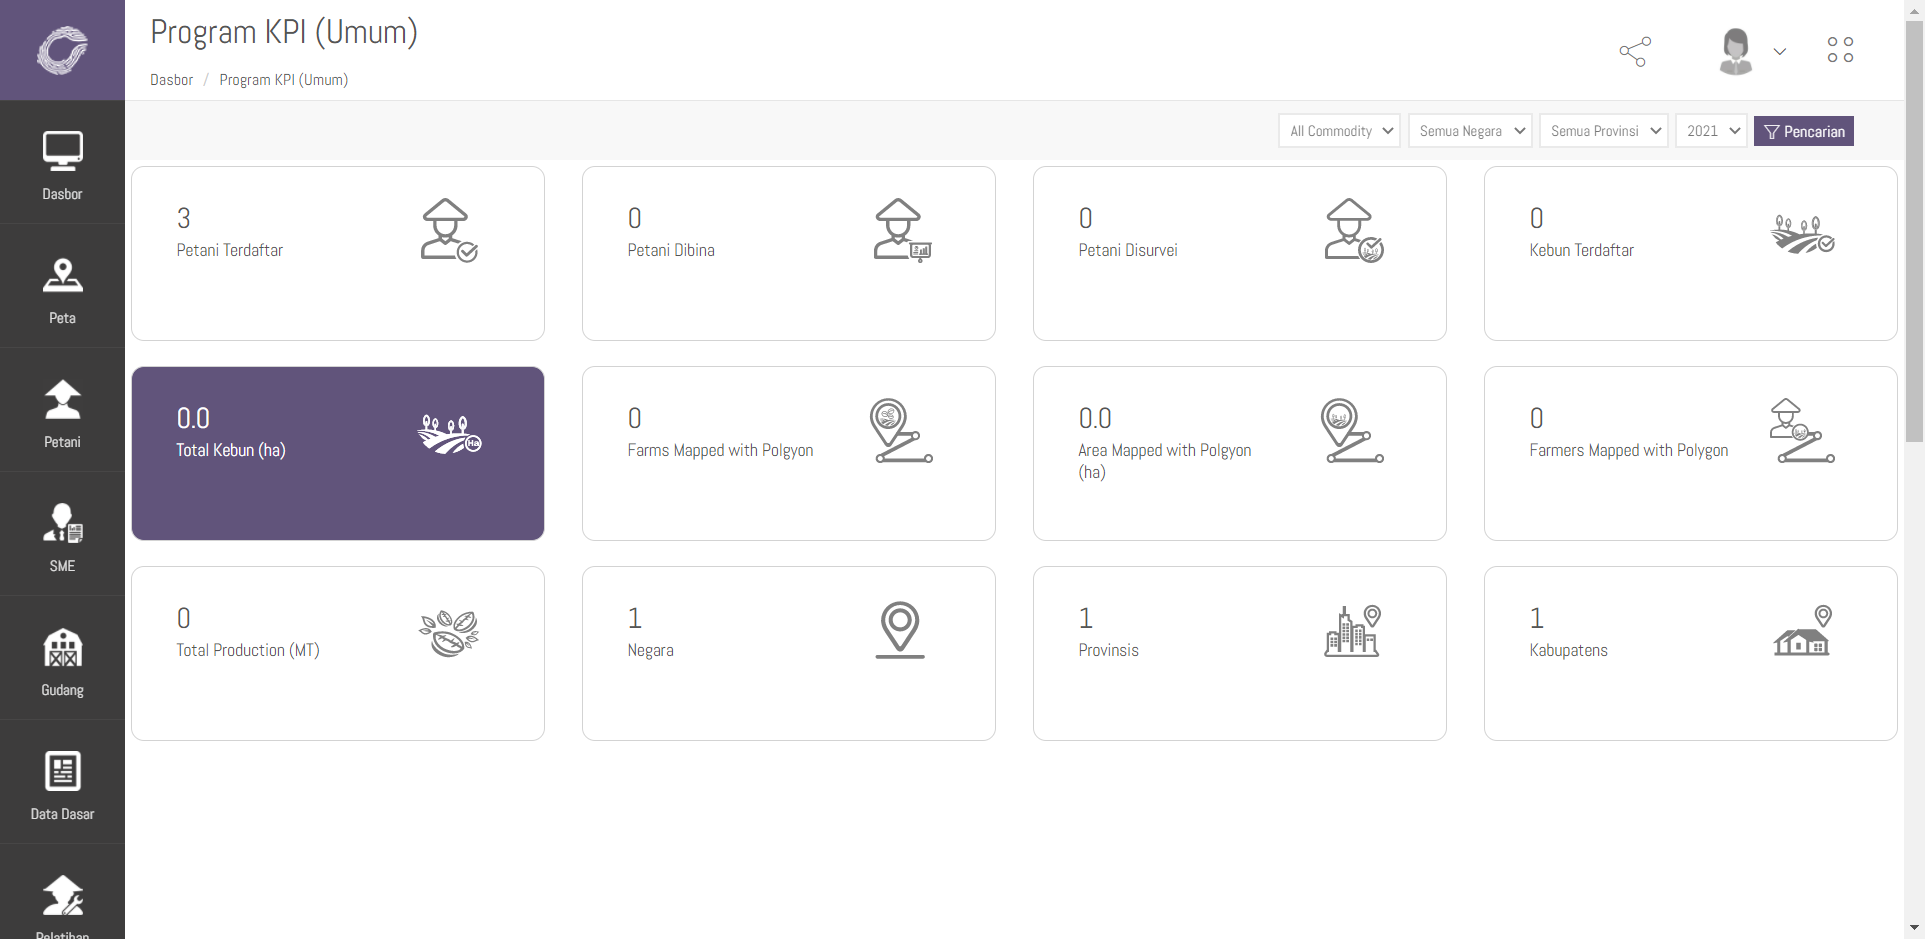 Program KPI (Umum)
Dasbor / Program KPI (Umum)
All Commodity
Semua Negara
Semua Provinsi
2021
Pencarian
Dasbor
Peta
Petani
SME
Gudang
Data Dasar
Pelatihan
3
Petani Terdaftar
0
Petani Dibina
0
Petani Disurvei
0
Kebun Terdaftar
0.0
Total Kebun (ha)
Ha
0
Farms Mapped with Polgyon
0.0
Area Mapped with Polgyon
(ha)
0
Farmers Mapped with Polygon
0
Total Production (MT)
1
Negara
1
Provinsis
1
Kabupatens